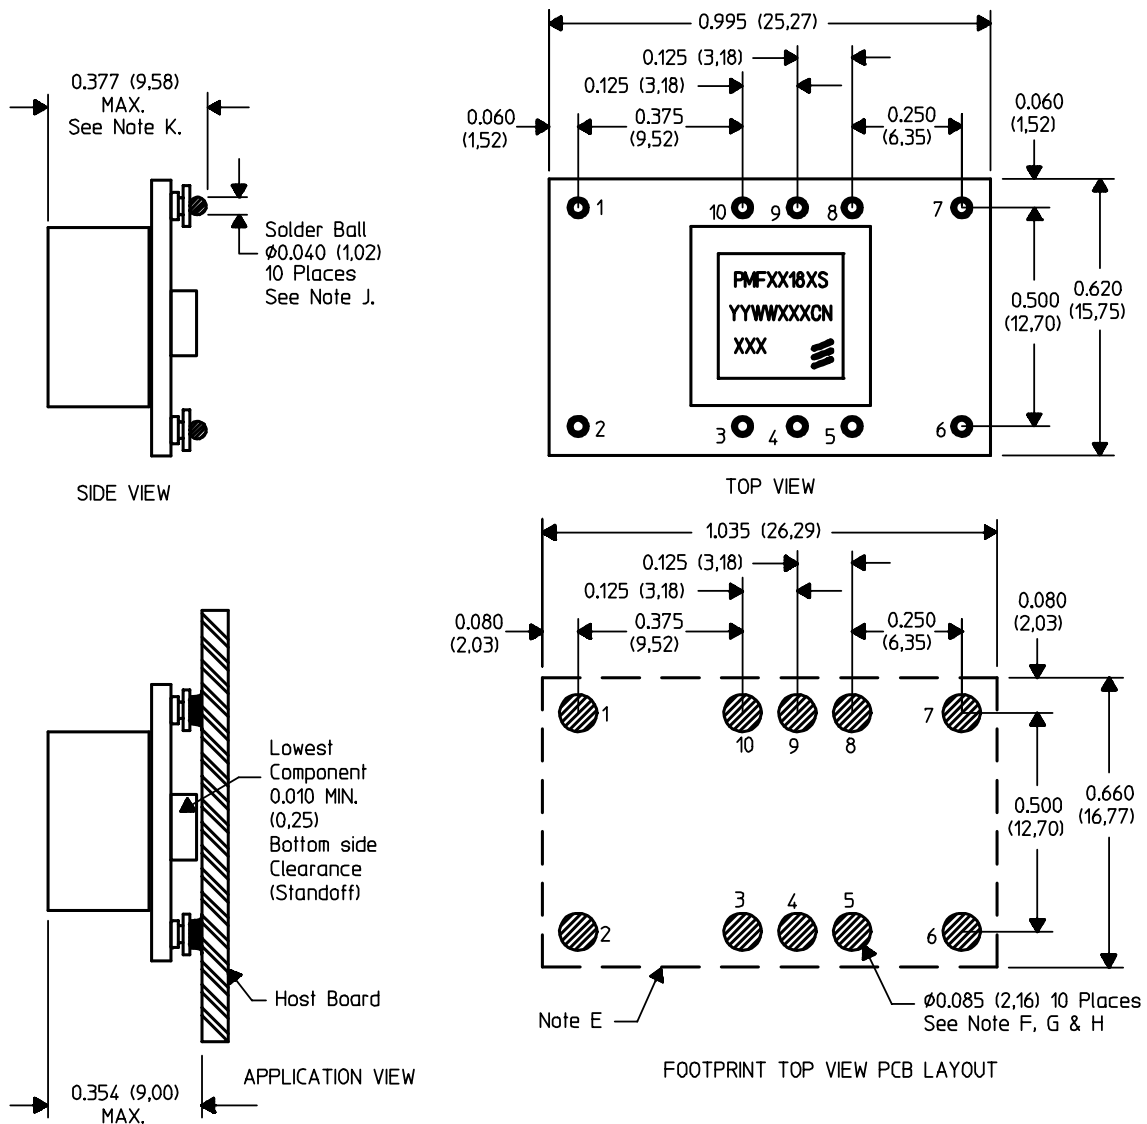 0.377 (9,58)
MAX.
See Note K.
Solder Ball
Ø0.040 (1,02)
10 Places
See Note J.
SIDE VIEW
0.995 (25,27)
0.125 (3,18)
0.125 (3,18)
0.060
(1,52)
0.375
(9,52)
0.250
(6,35)
0.060
(1,52)
1
10
9
8
7
PMFXX18XS
YYWWXXXCN
XXX
0.500
(12,70)
0.620
(15,75)
2
3
4
5
6
TOP VIEW
1.035 (26,29)
0.125 (3,18)
0.125 (3,18)
0.080
(2,03)
0.375
(9,52)
0.250
(6,35)
0.080
(2,03)
1
10
9
8
7
0.500
(12,70)
0.660
(16,77)
2
3
4
5
6
Note E
Ø0.085 (2,16) 10 Places
See Note F, G & H
FOOTPRINT TOP VIEW PCB LAYOUT
Lowest
Component
0.010 MIN.
(0,25)
Bottom side
Clearance
(Standoff)
Host Board
APPLICATION VIEW
0.354 (9,00)
MAX.